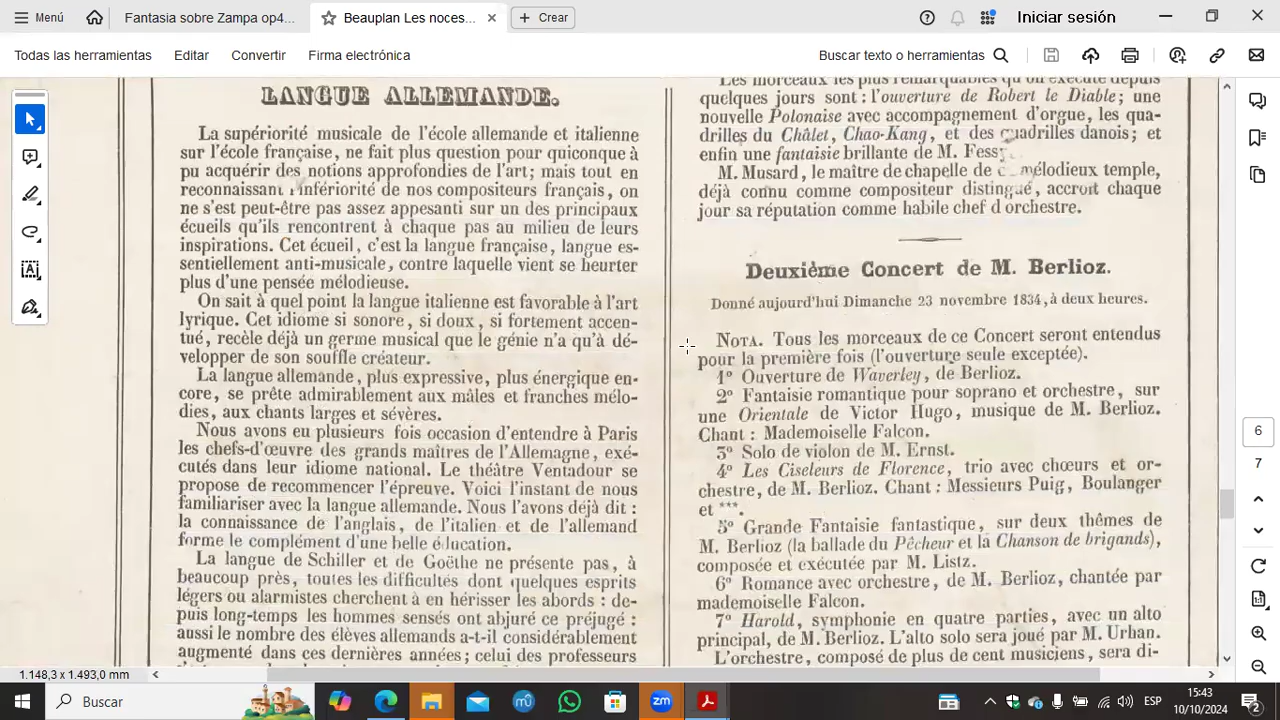 Menú
Fantasia sobre Zampa op4...
Beauplan Les noces...
Crear
Iniciar sesión
Todas las herramientas
Editar
Convertir
Firma electrónica
Buscar texto o herramientas
LANGUE ALLEMANDE.
La supériorité musicale de l'école allemande et italienne
sur l'école française, ne fait plus question pour quiconque à
pu acquérir des notions approfondies de l'art; mais tout en
reconnaissant l'infériorité de nos compositeurs français, on
ne s'est peut-être pas assez appesanti sur un des principaux
écueils qu'ils rencontrent à chaque pas au milieu de leurs
inspirations. Cet écueil, c'est la langue française, langue es-
sentiellement anti-musicale, contre laquelle vient se heurter
plus d'une pensée mélodieuse.
On sait à quel point la langue italienne est favorable à l'art
lyrique. Cet idiome si sonore, si doux, si fortement accen-
tué, recèle déjà un germe musical que le génie n'a qu'à dé-
velopper de son souffle créateur.
La langue allemande, plus expressive, plus énergique en-
core, se prête admirablement aux mâles et franches mélo-
dies, aux chants larges et sévères.
Nous avons eu plusieurs fois occasion d'entendre à Paris
les chefs-d'œuvre des grands maîtres de l'Allemagne, exé-
cutés dans leur idiome national. Le théâtre Ventadour se
propose de recommencer l'épreuve. Voici l'instant de nous
familiariser avec la langue allemande. Nous l'avons déjà dit :
la connaissance de l'anglais, de l'italien et de l'allemand
forme le complément d'une belle éducation.
La langue de Schiller et de Goëthe ne présente pas, à
beaucoup près, toutes les difficultés dont quelques esprits
légers ou alarmistes cherchent à en hérisser les abords : de-
puis long-temps les hommes sensés ont abjuré ce préjugé :
aussi le nombre des élèves allemands a-t-il considérablement
augmenté dans ces dernières années; celui des professeurs
Les morceaux les plus remarquables qu'on exécute depuis
quelques jours sont : l'ouverture de Robert le Diable; une
nouvelle Polonaise avec accompagnement d'orgue, les qua-
drilles du Châlet, Chao-Kang, et des quadrilles danois; et
enfin une fantaisie brillante de M. Fessy
M. Musard, le maître de chapelle de mélodieux temple,
déjà connu comme compositeur distingué, accroît chaque
jour sa réputation comme habile chef d'orchestre.
Deuxième Concert de M. Berlioz.
Donné aujourd'hui Dimanche 23 novembre 1834, à deux heures.
NOTA. Tous les morceaux de ce Concert seront entendus
pour la première fois (l'ouverture seule exceptée).
1º Ouverture de Waverley, de Berlioz.
2º Fantaisie romantique pour soprano et orchestre, sur
une Orientale de Victor Hugo, musique de M. Berlioz.
Chant : Mademoiselle Falcon.
3º Solo de violon de M. Ernst.
4º Les Ciseleurs de Florence, trio avec chœurs et or-
chestre, de M. Berlioz. Chant : Messieurs Puig, Boulanger
et ***.
5º Grande Fantaisie fantastique, sur deux thêmes de
M. Berlioz (la ballade du Pêcheur et la Chanson de brigands),
composée et exécutée par M. Listz.
6º Romance avec orchestre, de M. Berlioz, chantée par
mademoiselle Falcon.
7º Harold, symphonie en quatre parties, avec un alto
principal, de M. Berlioz. L'alto solo sera joué par M. Urhan.
L'orchestre, composé de plus de cent musiciens, sera di-
6
7
1.148,3 x 1.493,0 mm
Buscar
zm
ESP
15:43
10/10/2024
2